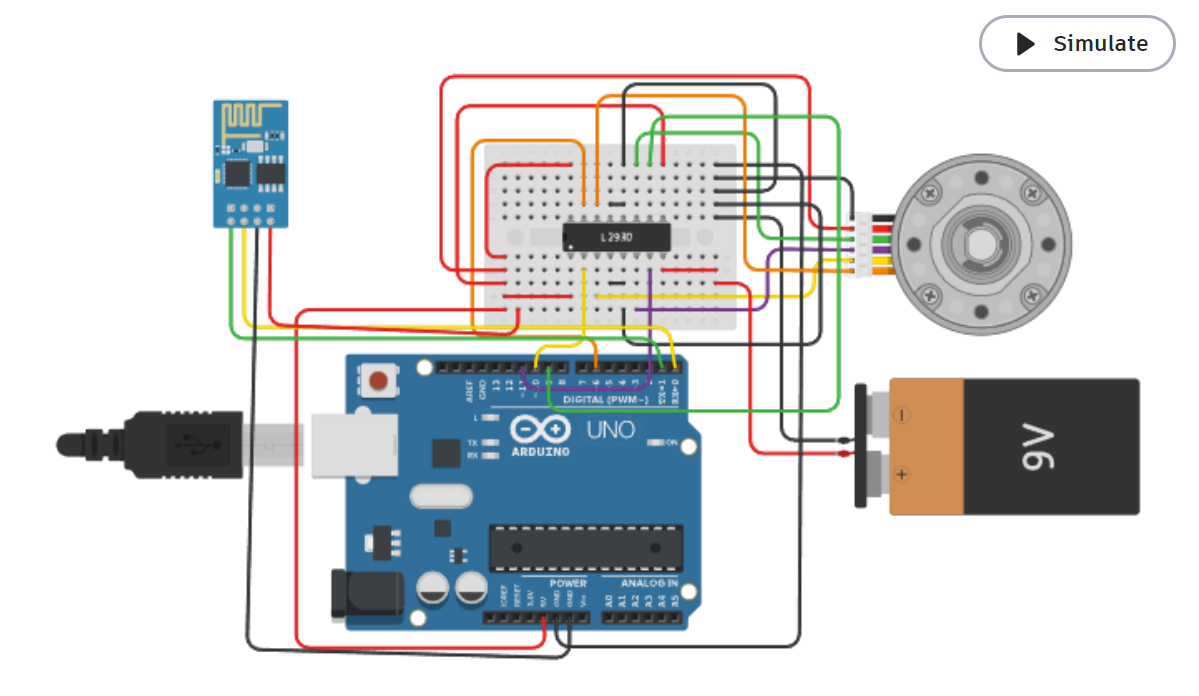 Simulate
L293D
AREF
GND
13
12
~11
~10
8
7
~6
~5
4
~3
2
TX→1
RX←0
DIGITAL (PWM~)
L
TX
RX
UNO
ON
ARDUINO
9V
POWER
ANALOG IN
IOREF
RESET
3.3V
5V
GND
GND
Vin
A0
A1
A2
A3
A4
A5